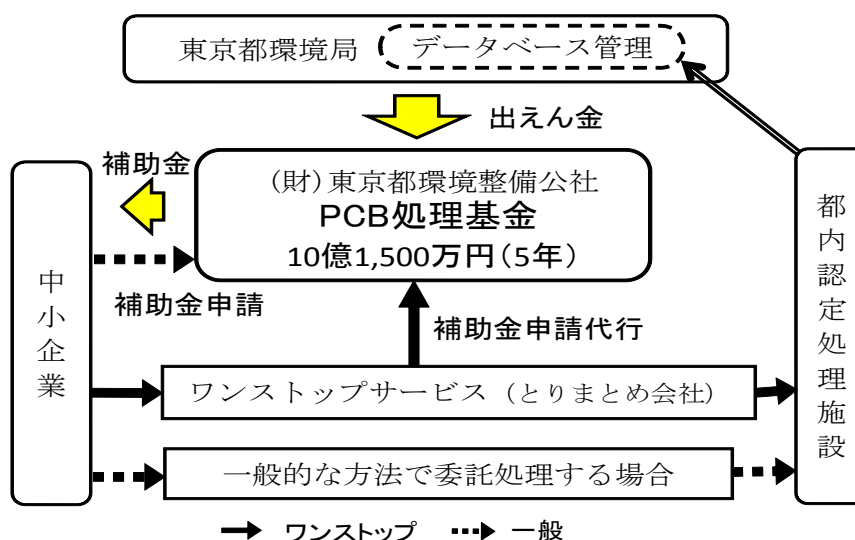 東京都環境局 データベース管理
出えん金
補助金
(財)東京都環境整備公社
PCB処理基金
10億1,500万円(5年)
補助金申請
補助金申請代行
中小企業
都内認定処理施設
ワンストップサービス (とりまとめ会社)
一般的な方法で委託処理する場合
ワンストップ 一般